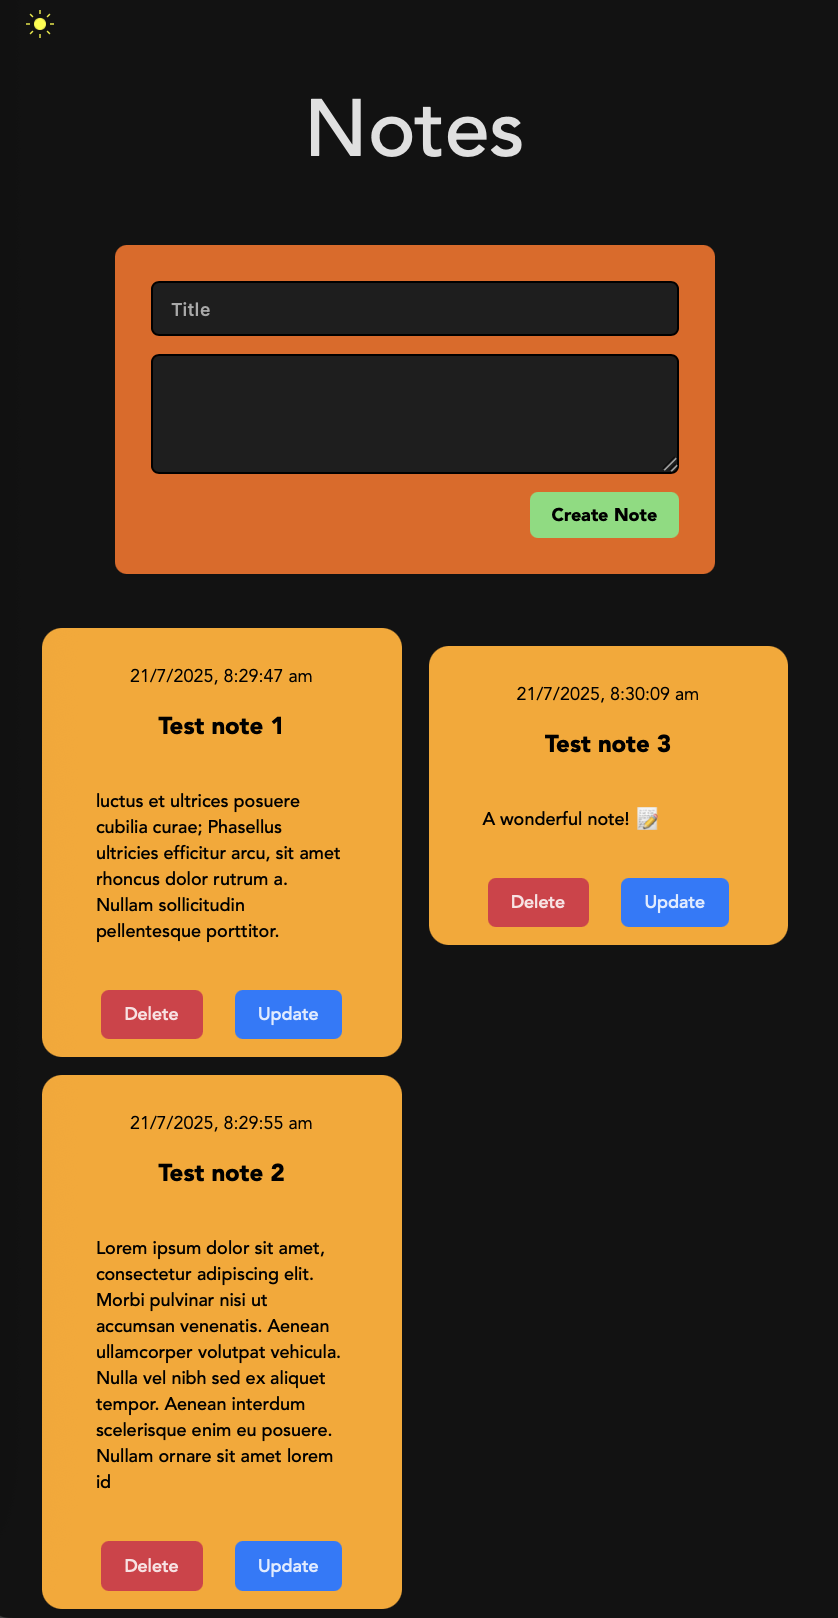 Notes
Title
Create Note
21/7/2025, 8:29:47 am
Test note 1
luctus et ultrices posuere
cubilia curae; Phasellus
ultricies efficitur arcu, sit amet
rhoncus dolor rutrum a.
Nullam sollicitudin
pellentesque porttitor.
Delete
Update
21/7/2025, 8:29:55 am
Test note 2
Lorem ipsum dolor sit amet,
consectetur adipiscing elit.
Morbi pulvinar nisi ut
accumsan venenatis. Aenean
ullamcorper volutpat vehicula.
Nulla vel nibh sed ex aliquet
tempor. Aenean interdum
scelerisque enim eu posuere.
Nullam ornare sit amet lorem
id
Delete
Update
21/7/2025, 8:30:09 am
Test note 3
A wonderful note! 📝
Delete
Update